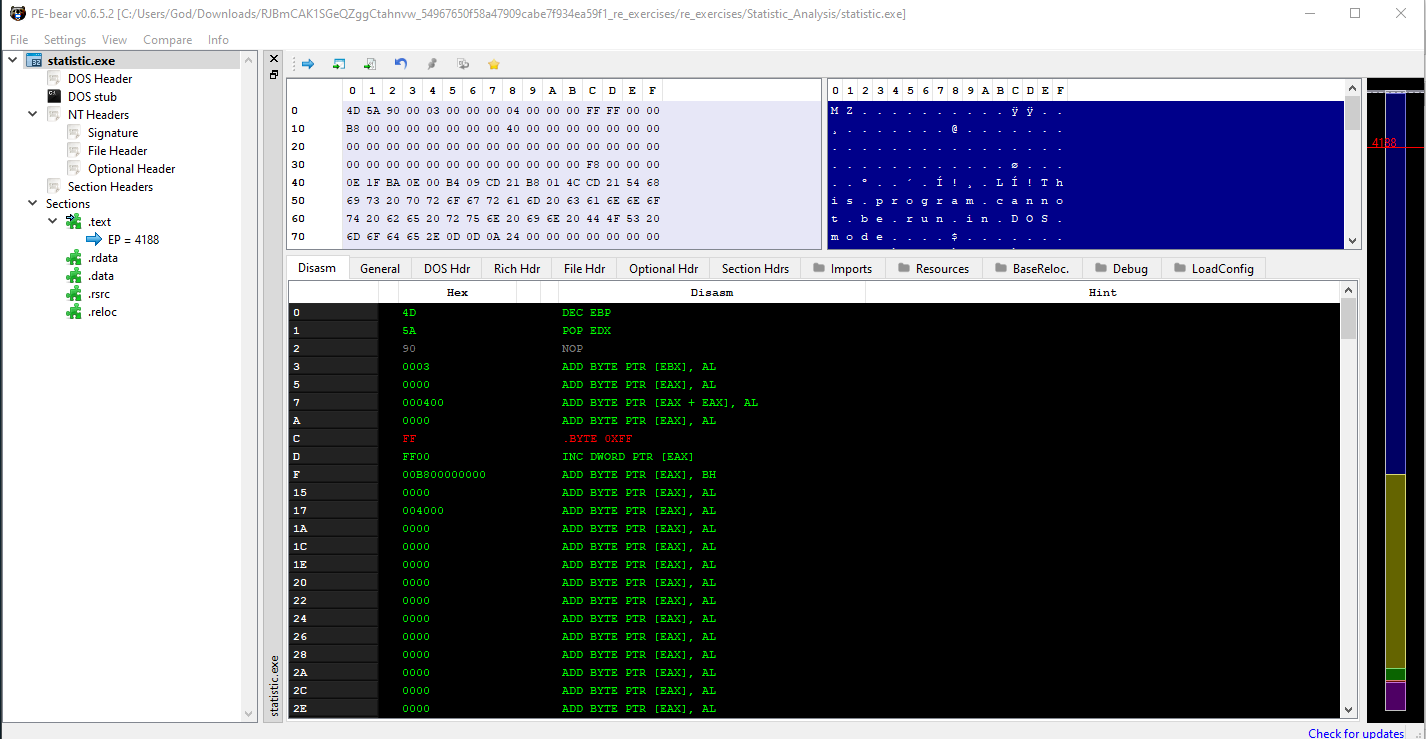 PE-bear v0.6.5.2 [C:/Users/God/Downloads/RJBmCAK1SGeQZggCtahnvw_54967650f58a47909cabe7f934ea59f1_re_exercises/re_exercises/Statistic_Analysis/statistic.exe]
File Settings View Compare Info
statistic.exe
DOS Header
DOS stub
NT Headers
Signature
File Header
Optional Header
Section Headers
Sections
.text
EP = 4188
.rdata
.data
.rsrc
.reloc
statistic.exe
0 1 2 3 4 5 6 7 8 9 A B C D E F
0 4D 5A 90 00 03 00 00 00 04 00 00 00 FF FF 00 00
10 B8 00 00 00 00 00 00 00 40 00 00 00 00 00 00 00
20 00 00 00 00 00 00 00 00 00 00 00 00 00 00 00 00
30 00 00 00 00 00 00 00 00 00 00 00 00 F8 00 00 00
40 0E 1F BA 0E 00 B4 09 CD 21 B8 01 4C CD 21 54 68
50 69 73 20 70 72 6F 67 72 61 6D 20 63 61 6E 6E 6F
60 74 20 62 65 20 72 75 6E 20 69 6E 20 44 4F 53 20
70 6D 6F 64 65 2E 0D 0D 0A 24 00 00 00 00 00 00 00
0 1 2 3 4 5 6 7 8 9 A B C D E F
M Z . . . . . . . . . . ÿ ÿ . .
¸ . . . . . . . @ . . . . . . .
. . . . . . . . . . . . . . . .
. . . . . . . . . . . . ø . . .
. . º . . ´ . Í ! ¸ . L Í ! T h
i s . p r o g r a m . c a n n o
t . b e . r u n . i n . D O S .
m o d e . . . . $ . . . . . . .
4188
Disasm General DOS Hdr Rich Hdr File Hdr Optional Hdr Section Hdrs Imports Resources BaseReloc. Debug LoadConfig
Hex Disasm Hint
0 4D DEC EBP
1 5A POP EDX
2 90 NOP
3 0003 ADD BYTE PTR [EBX], AL
5 0000 ADD BYTE PTR [EAX], AL
7 000400 ADD BYTE PTR [EAX + EAX], AL
A 0000 ADD BYTE PTR [EAX], AL
C FF .BYTE 0XFF
D FF00 INC DWORD PTR [EAX]
F 00B800000000 ADD BYTE PTR [EAX], BH
15 0000 ADD BYTE PTR [EAX], AL
17 004000 ADD BYTE PTR [EAX], AL
1A 0000 ADD BYTE PTR [EAX], AL
1C 0000 ADD BYTE PTR [EAX], AL
1E 0000 ADD BYTE PTR [EAX], AL
20 0000 ADD BYTE PTR [EAX], AL
22 0000 ADD BYTE PTR [EAX], AL
24 0000 ADD BYTE PTR [EAX], AL
26 0000 ADD BYTE PTR [EAX], AL
28 0000 ADD BYTE PTR [EAX], AL
2A 0000 ADD BYTE PTR [EAX], AL
2C 0000 ADD BYTE PTR [EAX], AL
2E 0000 ADD BYTE PTR [EAX], AL
Check for updates